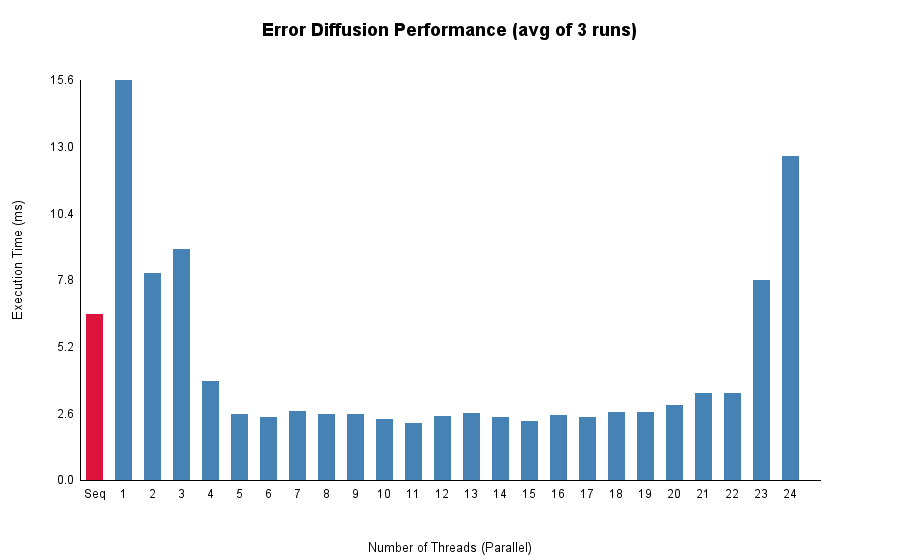 Error Diffusion Performance (avg of 3 runs)
Execution Time (ms)
15.6
13.0
10.4
7.8
5.2
2.6
0.0
Seq 1 2 3 4 5 6 7 8 9 10 11 12 13 14 15 16 17 18 19 20 21 22 23 24
Number of Threads (Parallel)